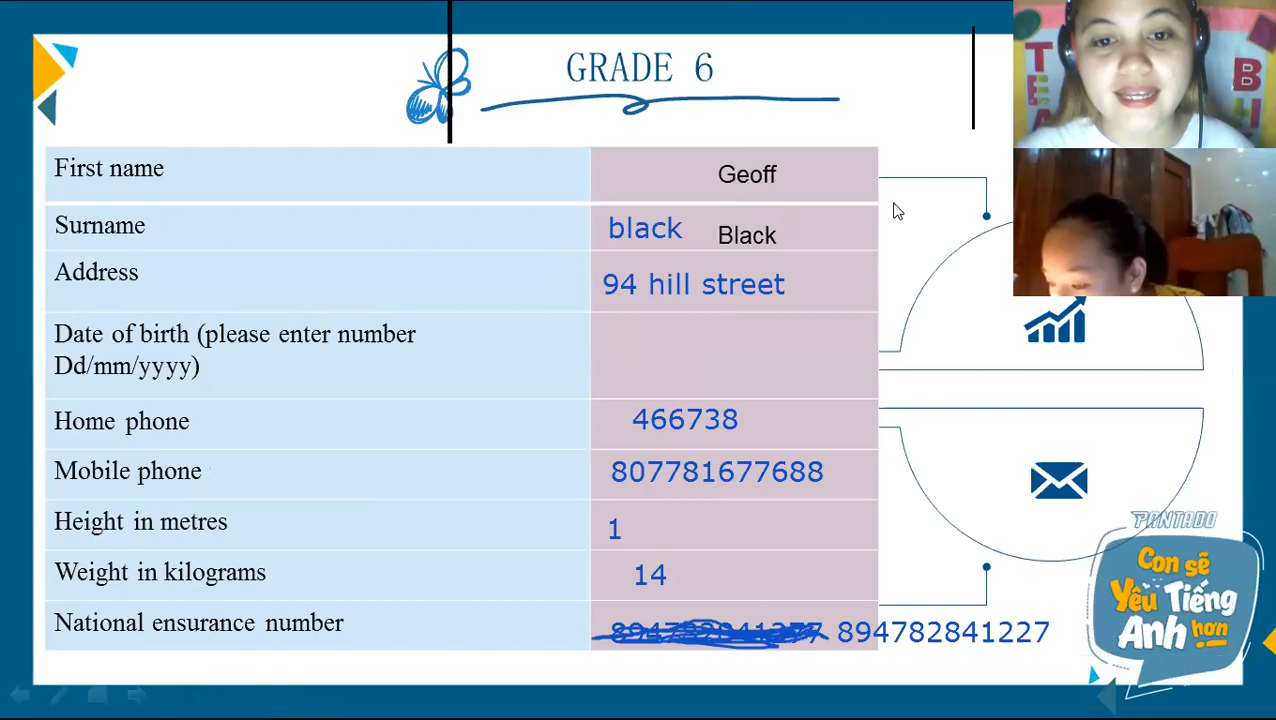 GRADE 6
First name Geoff
Surname black Black
Address 94 hill street
Date of birth (please enter number
Dd/mm/yyyy)
Home phone 466738
Mobile phone 807781677688
Height in metres 1
Weight in kilograms 14
National ensurance number 894782841227
PANTADO
Con sẽ
Yêu Tiếng
Anh hơn